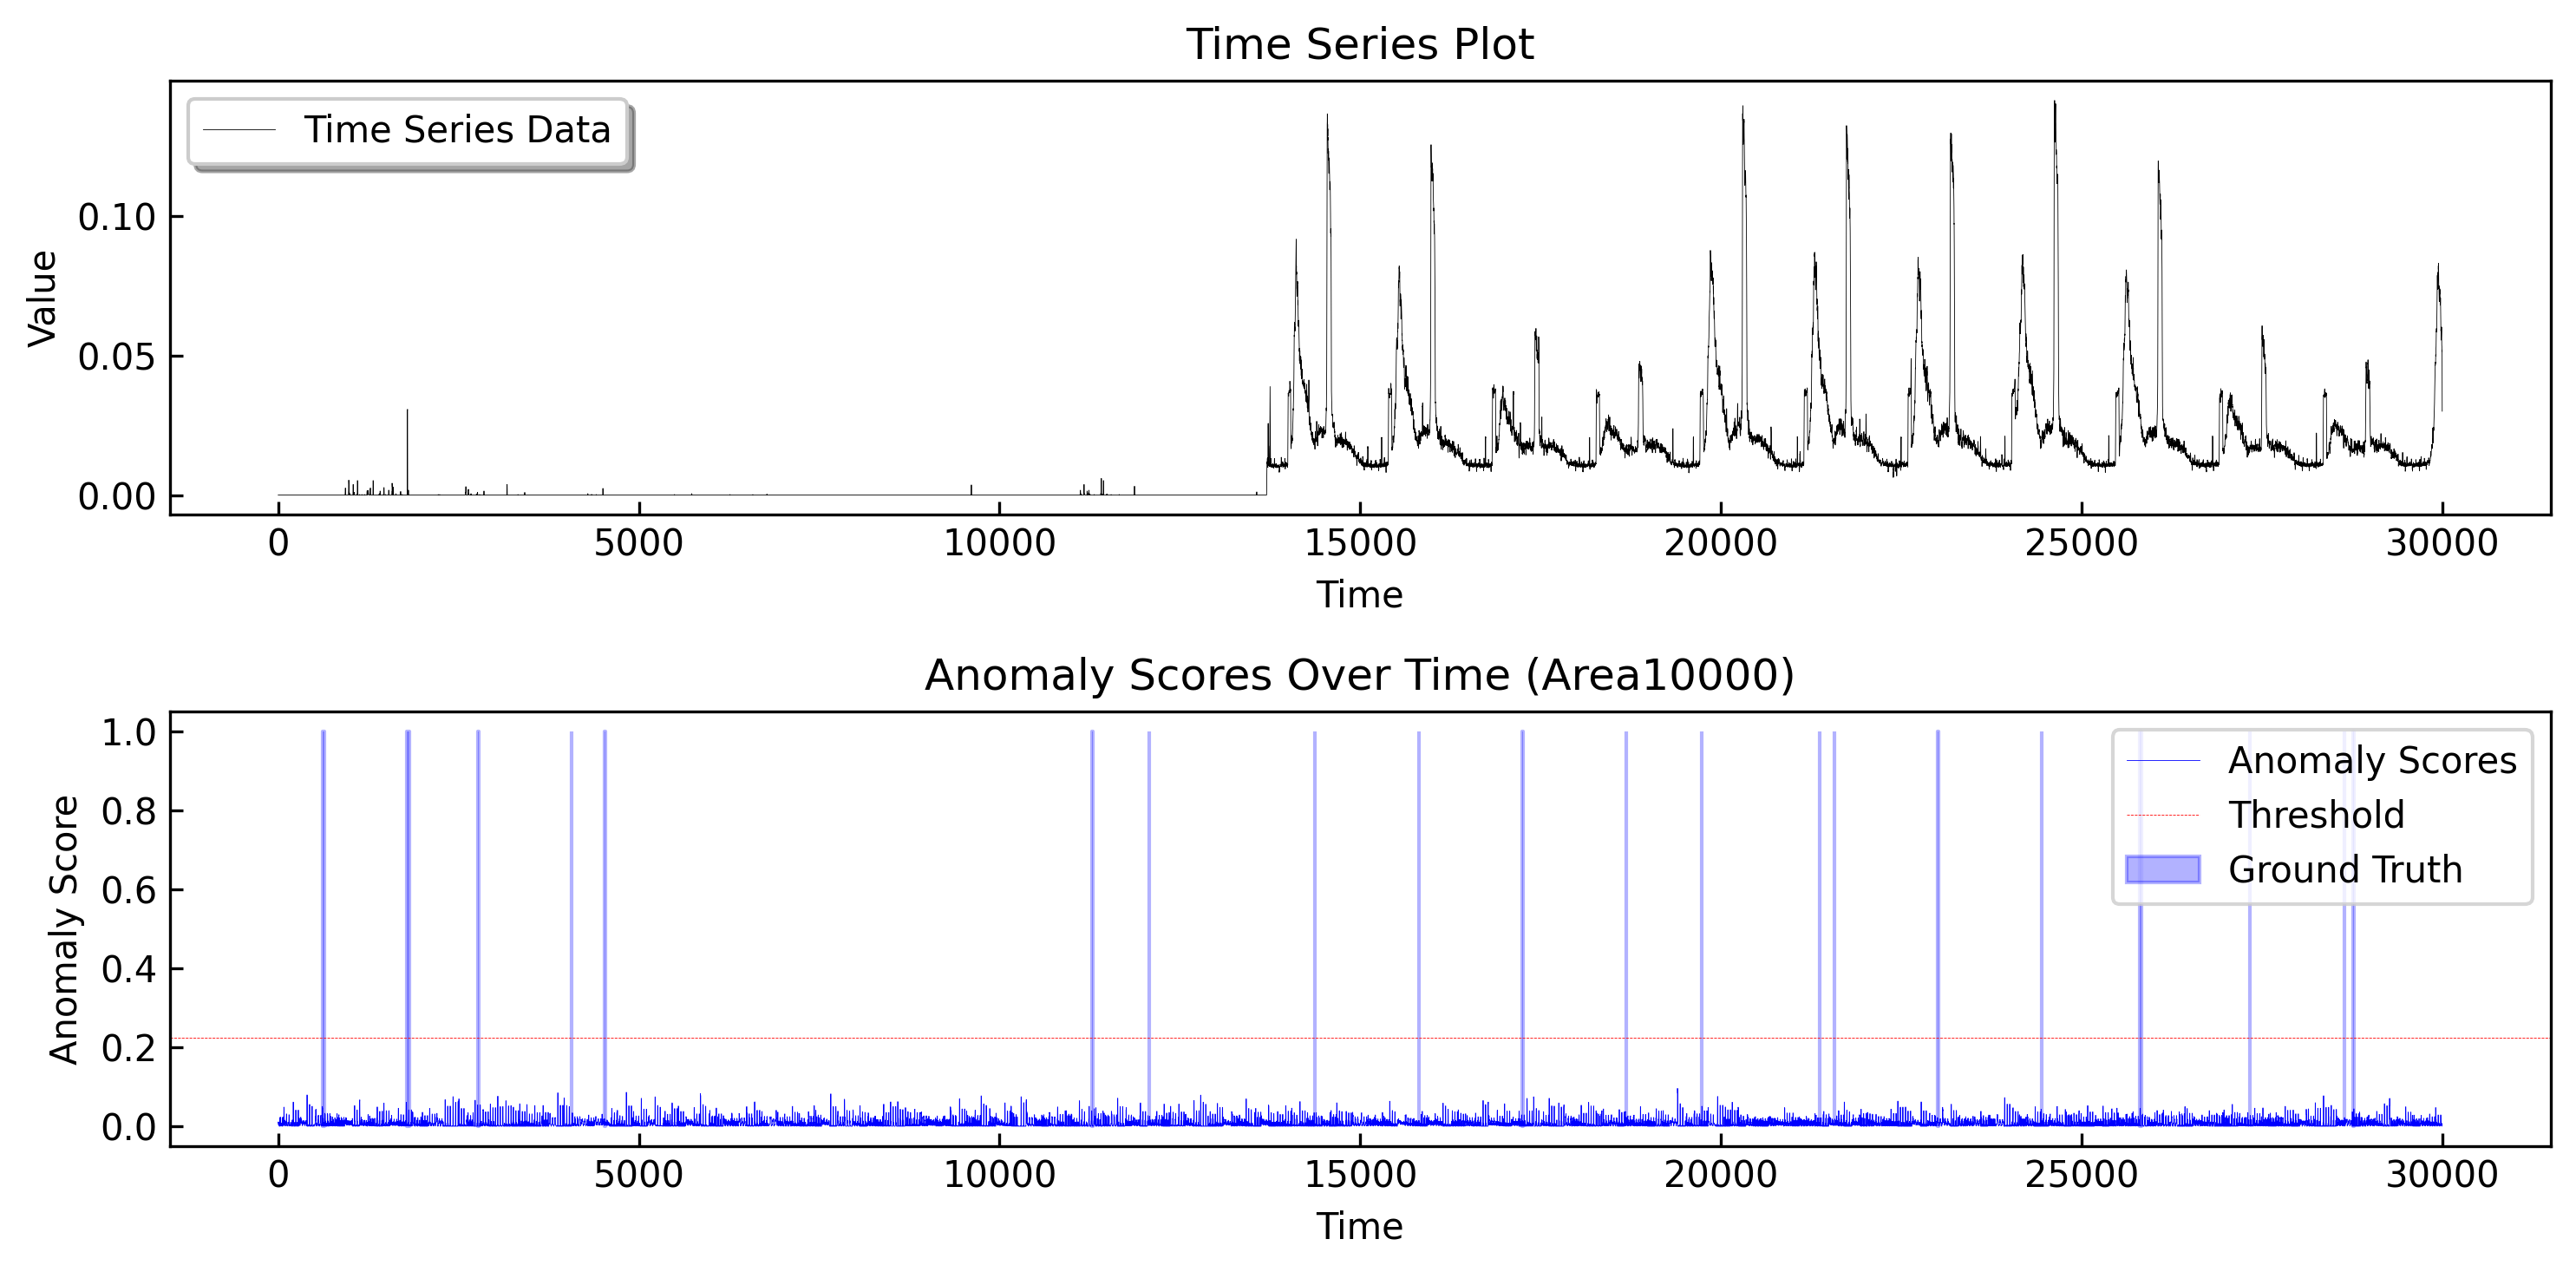 Time Series Plot
Time Series Data
Value
0.10
0.05
0.00
0 5000 10000 15000 20000 25000 30000
Time
Anomaly Scores Over Time (Area10000)
Anomaly Scores
Threshold
Ground Truth
Anomaly Score
1.0
0.8
0.6
0.4
0.2
0.0
0 5000 10000 15000 20000 25000 30000
Time